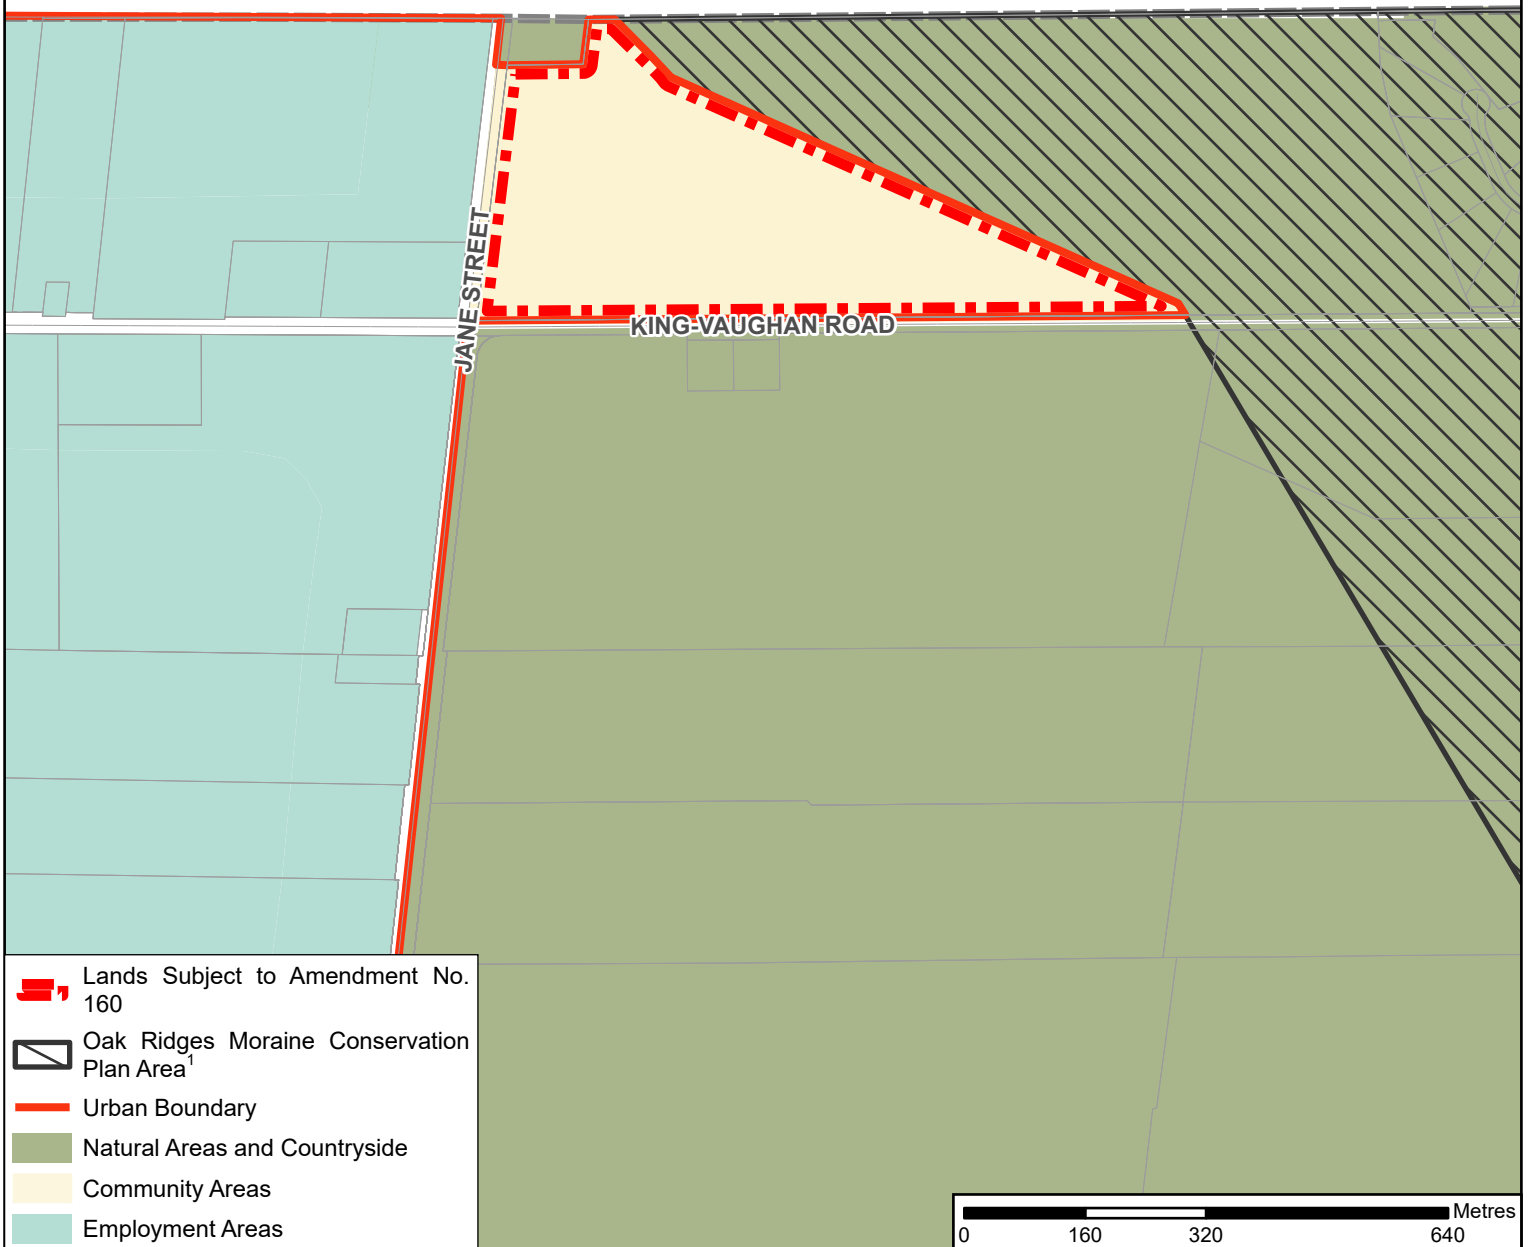 JANE STREET
KING-VAUGHAN ROAD
Lands Subject to Amendment No.
160
Oak Ridges Moraine Conservation
Plan Area1
Urban Boundary
Natural Areas and Countryside
Community Areas
Employment Areas
Metres
0 160 320 640